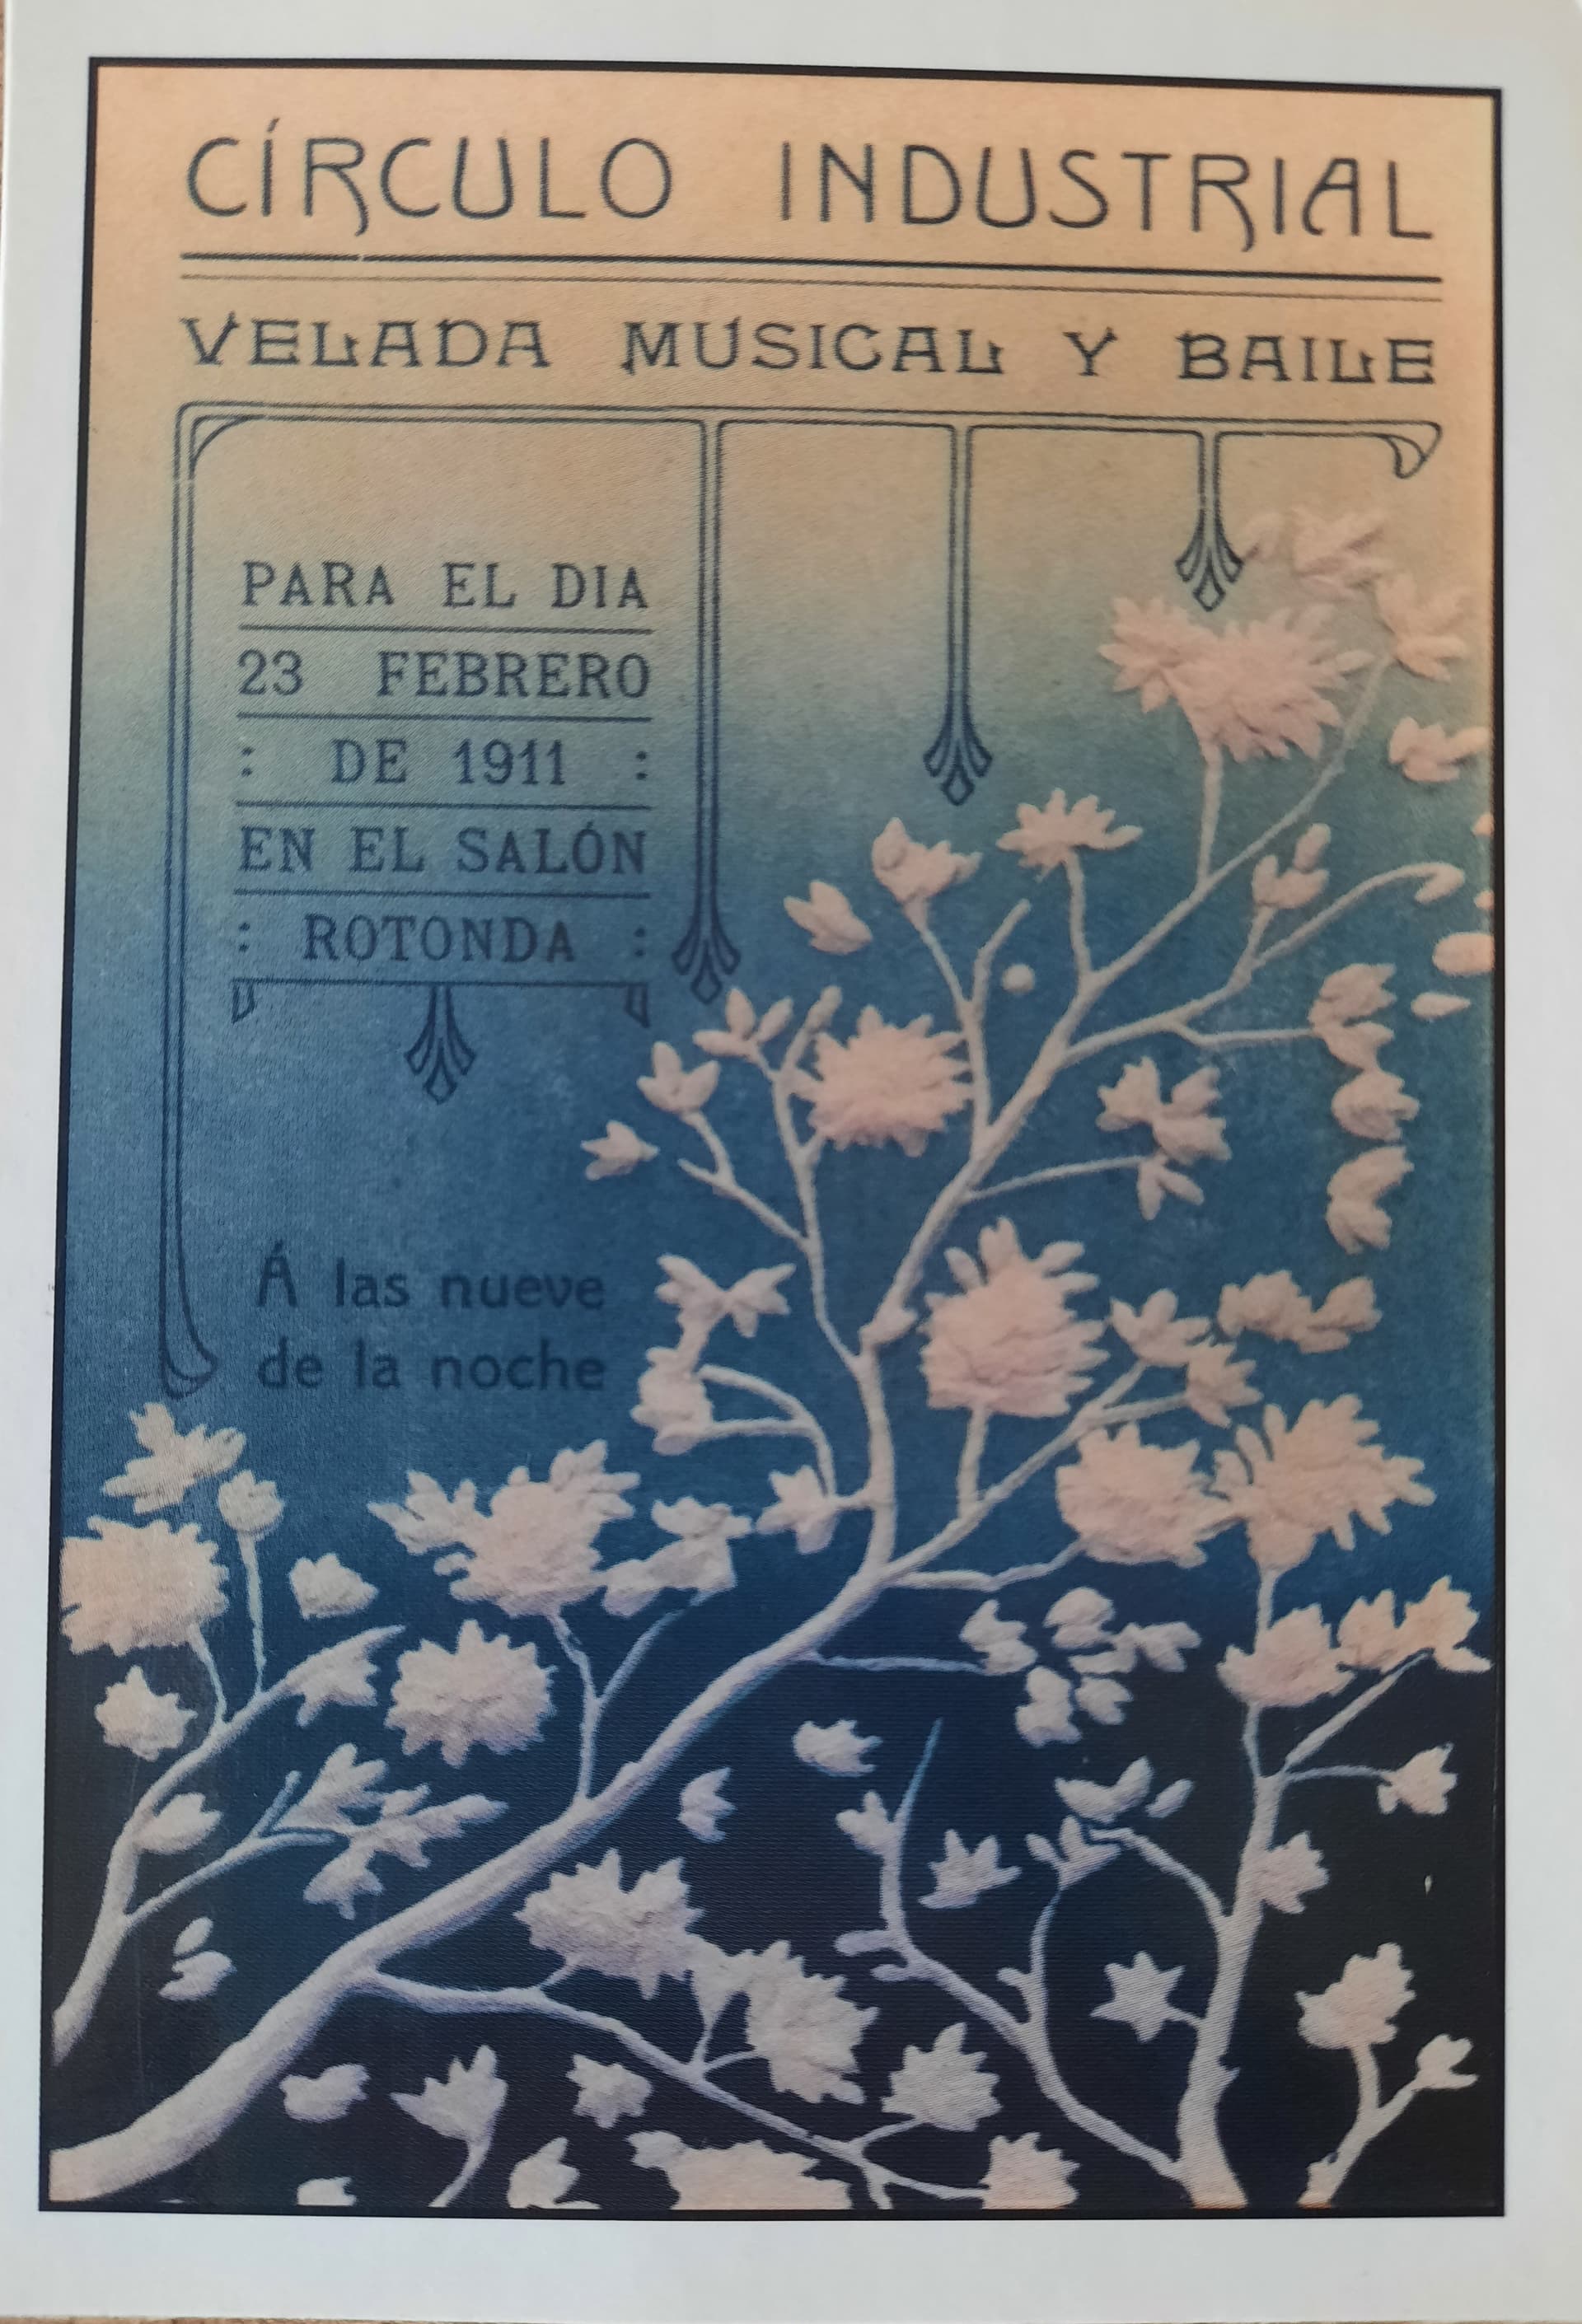 CÍRCULO INDUSTRIAL
VELADA MUSICAL Y BAILE
PARA EL DIA
23 FEBRERO
: DE 1911 :
EN EL SALÓN
: ROTONDA :
Á las nueve
de la noche